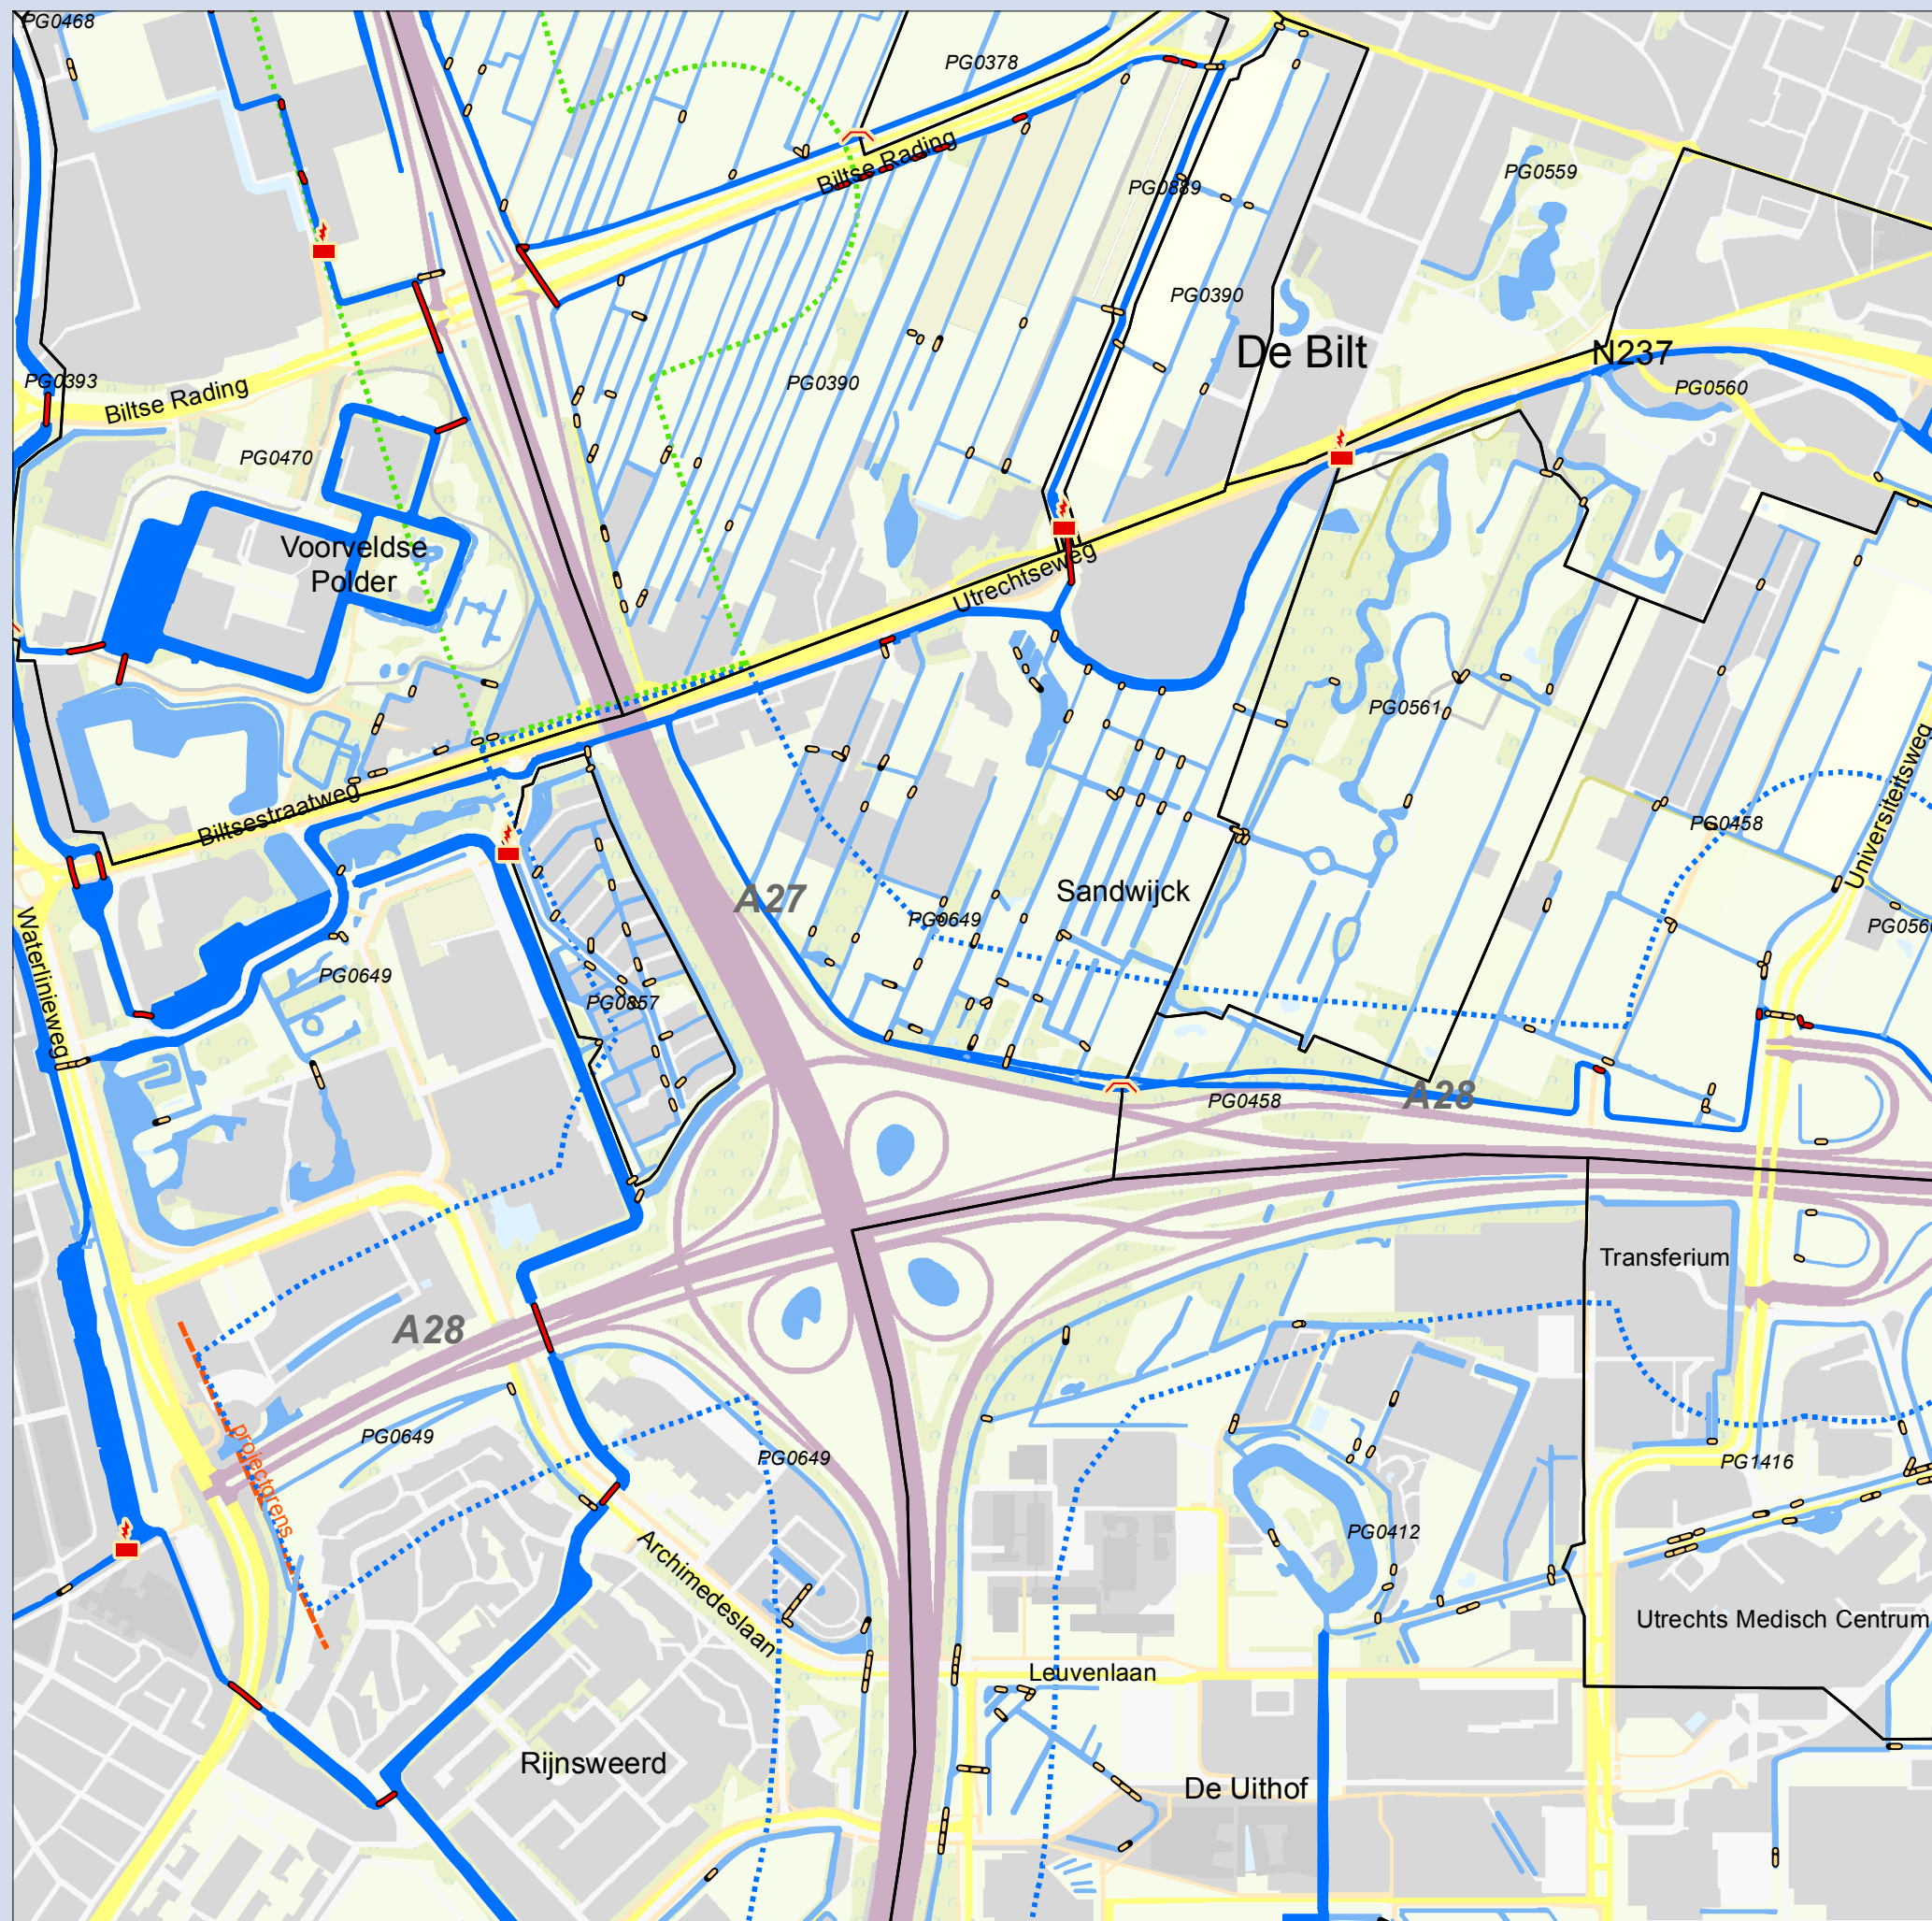 PG0468
PG0378
Biltse Rading
PG0889
PG0559
PG0390
De Bilt
N237
PG0393
Biltse Rading
PG0390
PG0560
PG0470
Voorveldse
Polder
Utrechtseweg
PG0561
Universiteitsweg
Biltsestraatweg
PG0458
A27
Sandwijck
PG0649
Waterlinieweg
PG0649
PG0857
A28
PG0458
Transferium
A28
projectgrens
PG0649
PG0649
PG1416
PG0412
Archimedeslaan
Utrechts Medisch Centrum
Leuvenlaan
Rijnsweerd
De Uithof